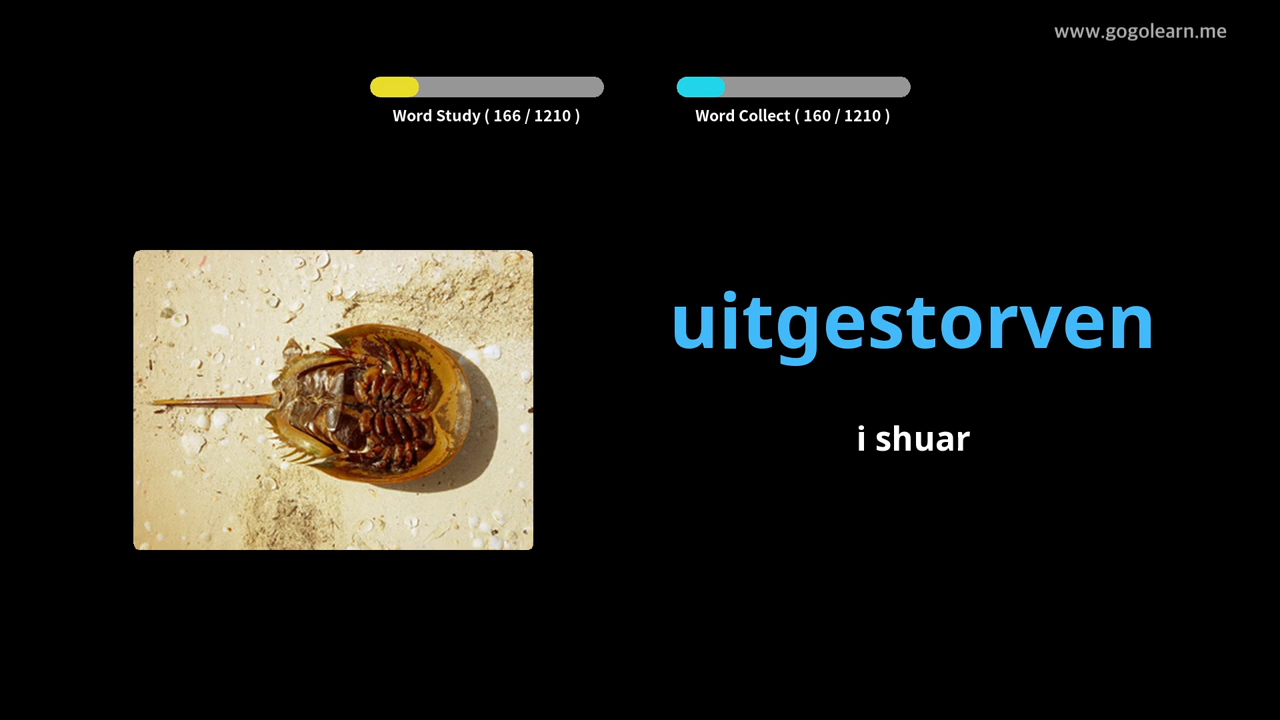 www.gogolearn.me
Word Study ( 166 / 1210 )
Word Collect ( 160 / 1210 )
uitgestorven
i shuar